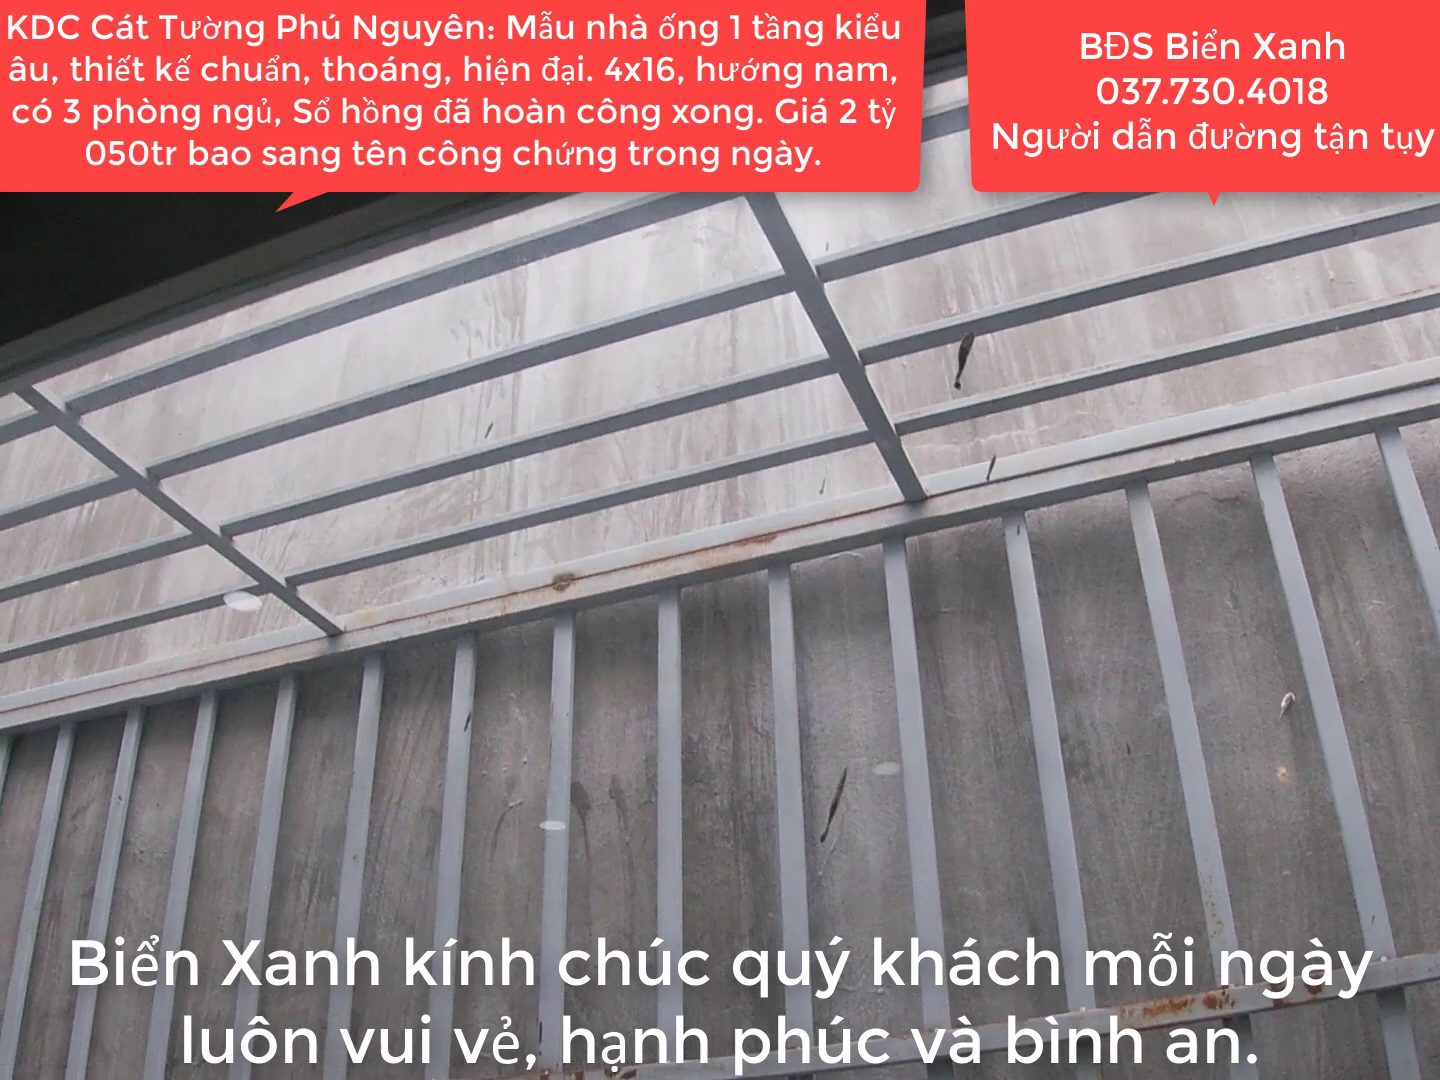 KDC Cát Tường Phú Nguyên: Mẫu nhà ống 1 tầng kiểu
âu, thiết kế chuẩn, thoáng, hiện đại. 4x16, hướng nam,
có 3 phòng ngủ, Sổ hồng đã hoàn công xong. Giá 2 tỷ
050tr bao sang tên công chứng trong ngày.
BĐS Biển Xanh
037.730.4018
Người dẫn đường tận tụy
Biển Xanh kính chúc quý khách mỗi ngày
luôn vui vẻ, hạnh phúc và bình an.